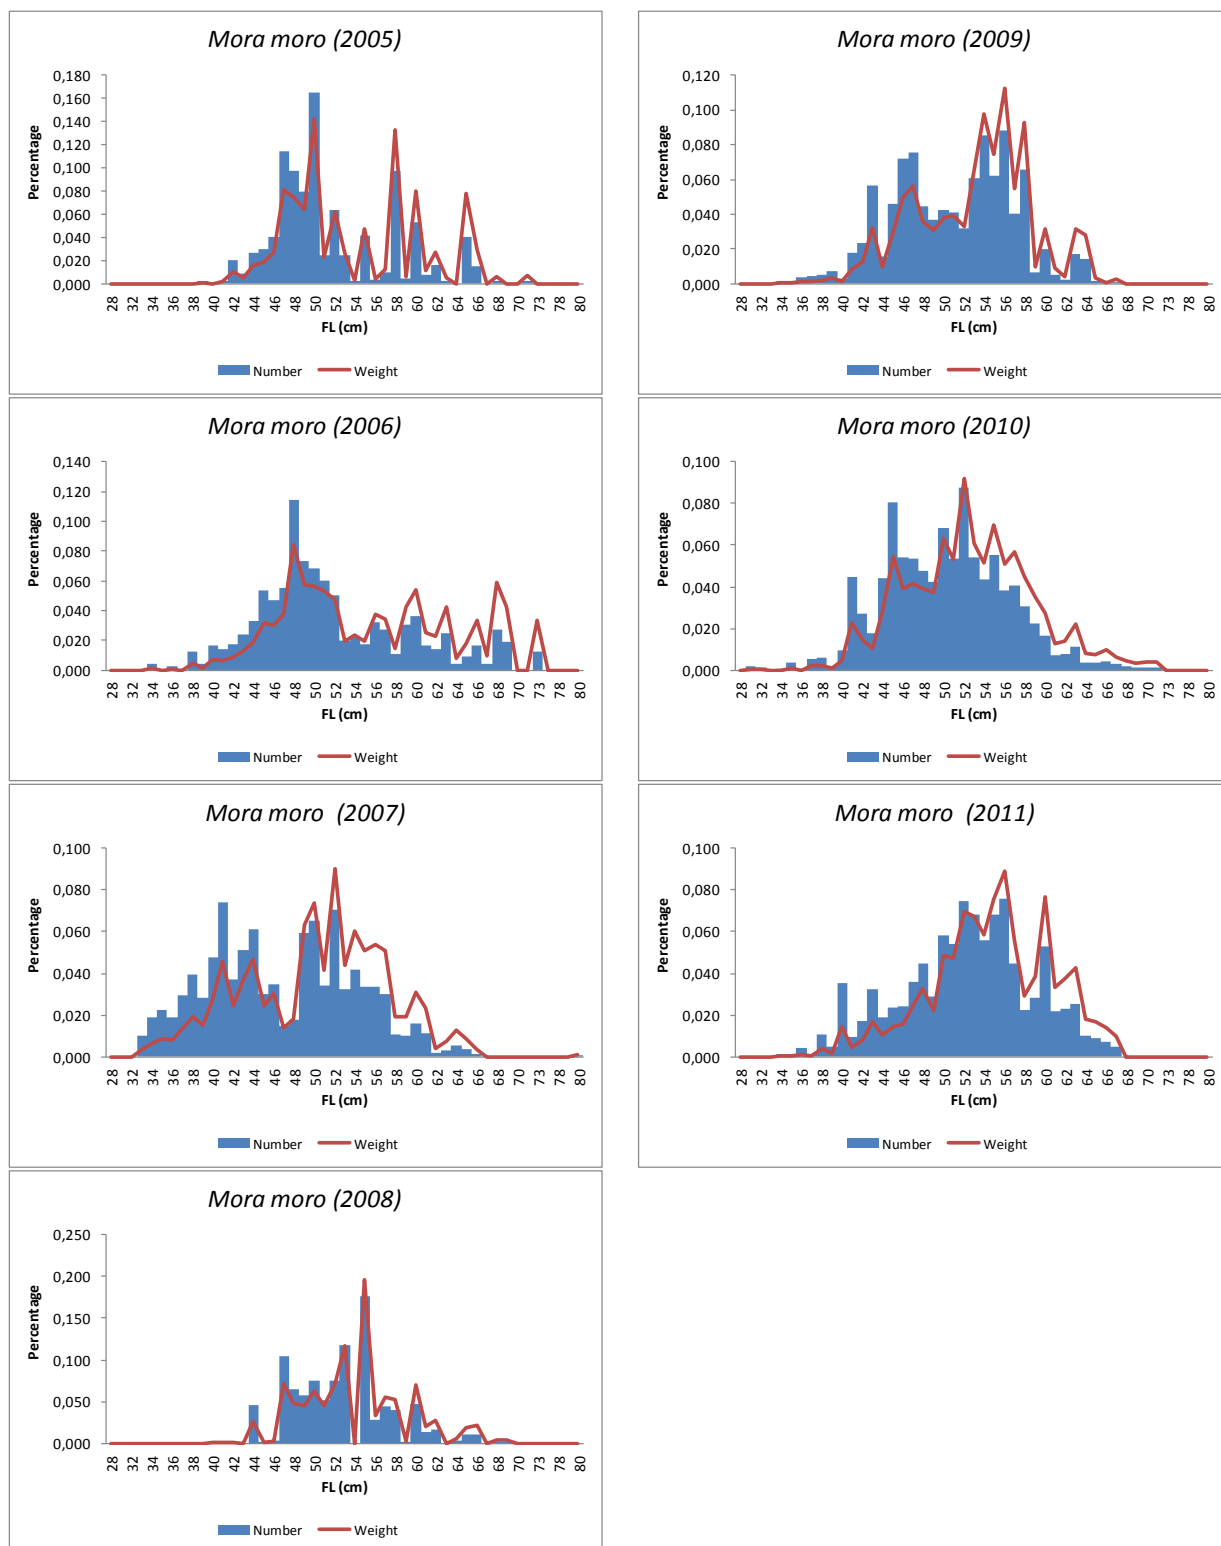 Mora moro (2005)
0,180
0,160
0,140
0,120
0,100
0,080
0,060
0,040
0,020
0,000
Percentage
28 32 34 36 38 40 42 44 46 48 50 52 54 56 58 60 62 64 66 68 70 73 78 80
FL (cm)
Number Weight
Mora moro (2009)
0,120
0,100
0,080
0,060
0,040
0,020
0,000
Percentage
28 32 34 36 38 40 42 44 46 48 50 52 54 56 58 60 62 64 66 68 70 73 78 80
FL (cm)
Number Weight
Mora moro (2006)
0,140
0,120
0,100
0,080
0,060
0,040
0,020
0,000
Percentage
28 32 34 36 38 40 42 44 46 48 50 52 54 56 58 60 62 64 66 68 70 73 78 80
FL (cm)
Number Weight
Mora moro (2010)
0,100
0,080
0,060
0,040
0,020
0,000
Percentage
28 32 34 36 38 40 42 44 46 48 50 52 54 56 58 60 62 64 66 68 70 73 78 80
FL (cm)
Number Weight
Mora moro (2007)
0,100
0,080
0,060
0,040
0,020
0,000
Percentage
28 32 34 36 38 40 42 44 46 48 50 52 54 56 58 60 62 64 66 68 70 73 78 80
FL (cm)
Number Weight
Mora moro (2011)
0,100
0,080
0,060
0,040
0,020
0,000
Percentage
28 32 34 36 38 40 42 44 46 48 50 52 54 56 58 60 62 64 66 68 70 73 78 80
FL (cm)
Number Weight
Mora moro (2008)
0,250
0,200
0,150
0,100
0,050
0,000
Percentage
28 32 34 36 38 40 42 44 46 48 50 52 54 56 58 60 62 64 66 68 70 73 78 80
FL (cm)
Number Weight